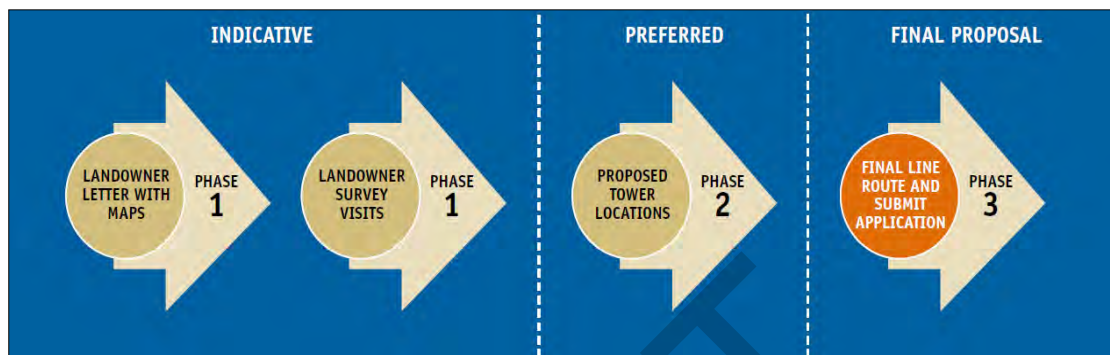 INDICATIVE
PREFERRED
FINAL PROPOSAL
LANDOWNER
LETTER WITH
MAPS
PHASE
1
LANDOWNER
SURVEY
VISITS
PHASE
1
PROPOSED
TOWER
LOCATIONS
PHASE
2
FINAL LINE
ROUTE AND
SUBMIT
APPLICATION
PHASE
3